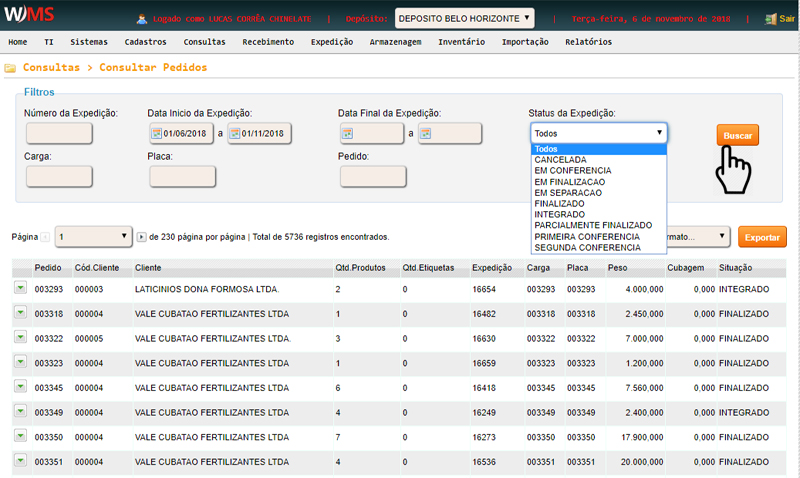 WMS
Logado como LUCAS CORRÊA CHINELATE | Depósito: DEPOSITO BELO HORIZONTE | Terça-feira, 6 de novembro de 2018 | Sair
Home TI Sistemas Cadastros Consultas Recebimento Expedição Armazenagem Inventário Importação Relatórios
Consultas > Consultar Pedidos
Filtros
Número da Expedição: Data Inicio da Expedição: Data Final da Expedição: Status da Expedição:
01/06/2018 a 01/11/2018 a Todos Buscar
Carga: Placa: Pedido:
Todos
CANCELADA
EM CONFERENCIA
EM FINALIZACAO
EM SEPARACAO
FINALIZADO
INTEGRADO
PARCIALMENTE FINALIZADO
PRIMEIRA CONFERENCIA
SEGUNDA CONFERENCIA
Página 1 de 230 página por página | Total de 5736 registros encontrados. ormato... Exportar
Pedido Cód.Cliente Cliente Qtd.Produtos Qtd.Etiquetas Expedição Carga Placa Peso Cubagem Situação
003293 000003 LATICINIOS DONA FORMOSA LTDA. 2 0 16654 003293 003293 4.000,000 0,000 INTEGRADO
003318 000004 VALE CUBATAO FERTILIZANTES LTDA 1 0 16482 003318 003318 2.450,000 0,000 FINALIZADO
003322 000005 VALE CUBATAO FERTILIZANTES LTDA. 3 0 16630 003322 003322 7.000,000 0,000 FINALIZADO
003323 000004 VALE CUBATAO FERTILIZANTES LTDA 1 0 16659 003323 003323 1.200,000 0,000 FINALIZADO
003345 000004 VALE CUBATAO FERTILIZANTES LTDA 6 0 16418 003345 003345 7.560,000 0,000 FINALIZADO
003349 000004 VALE CUBATAO FERTILIZANTES LTDA 4 0 16249 003349 003349 2.400,000 0,000 INTEGRADO
003350 000004 VALE CUBATAO FERTILIZANTES LTDA 7 0 16273 003350 003350 17.900,000 0,000 FINALIZADO
003351 000004 VALE CUBATAO FERTILIZANTES LTDA 4 0 16536 003351 003351 20.000,000 0,000 FINALIZADO